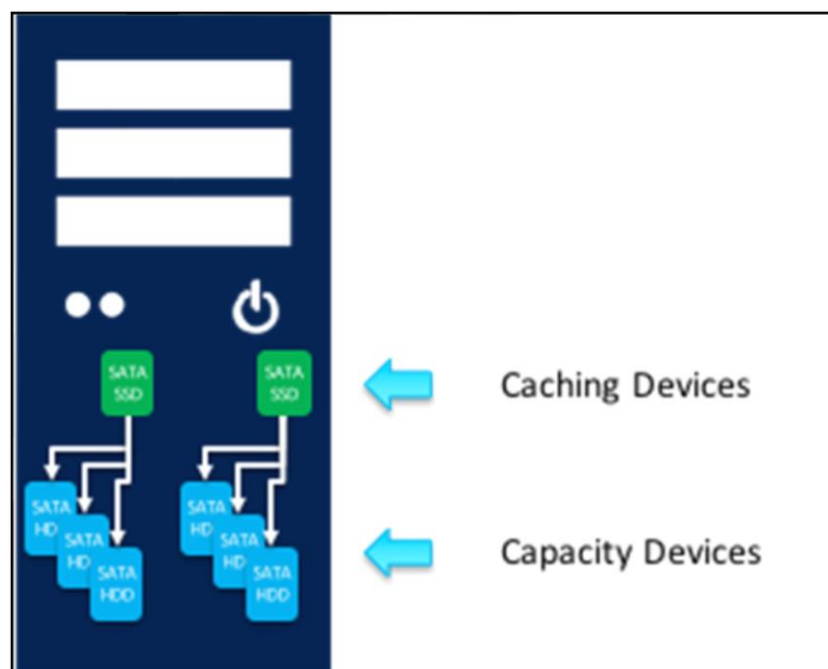 SATA
SSD
SATA
SSD
Caching Devices
SATA
HD
SATA
HD
SATA
HDD
SATA
HD
SATA
HD
SATA
HDD
Capacity Devices